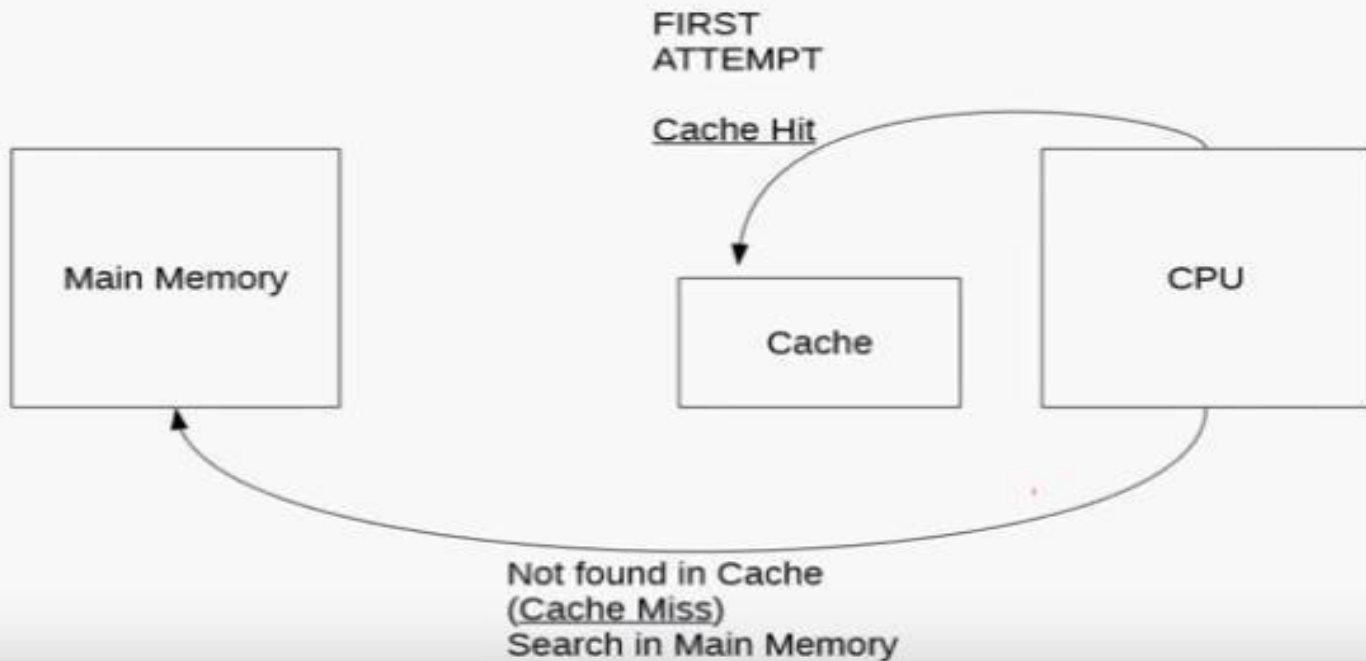 FIRST
ATTEMPT
Cache Hit
Main Memory
CPU
Cache
Not found in Cache
(Cache Miss)
Search in Main Memory